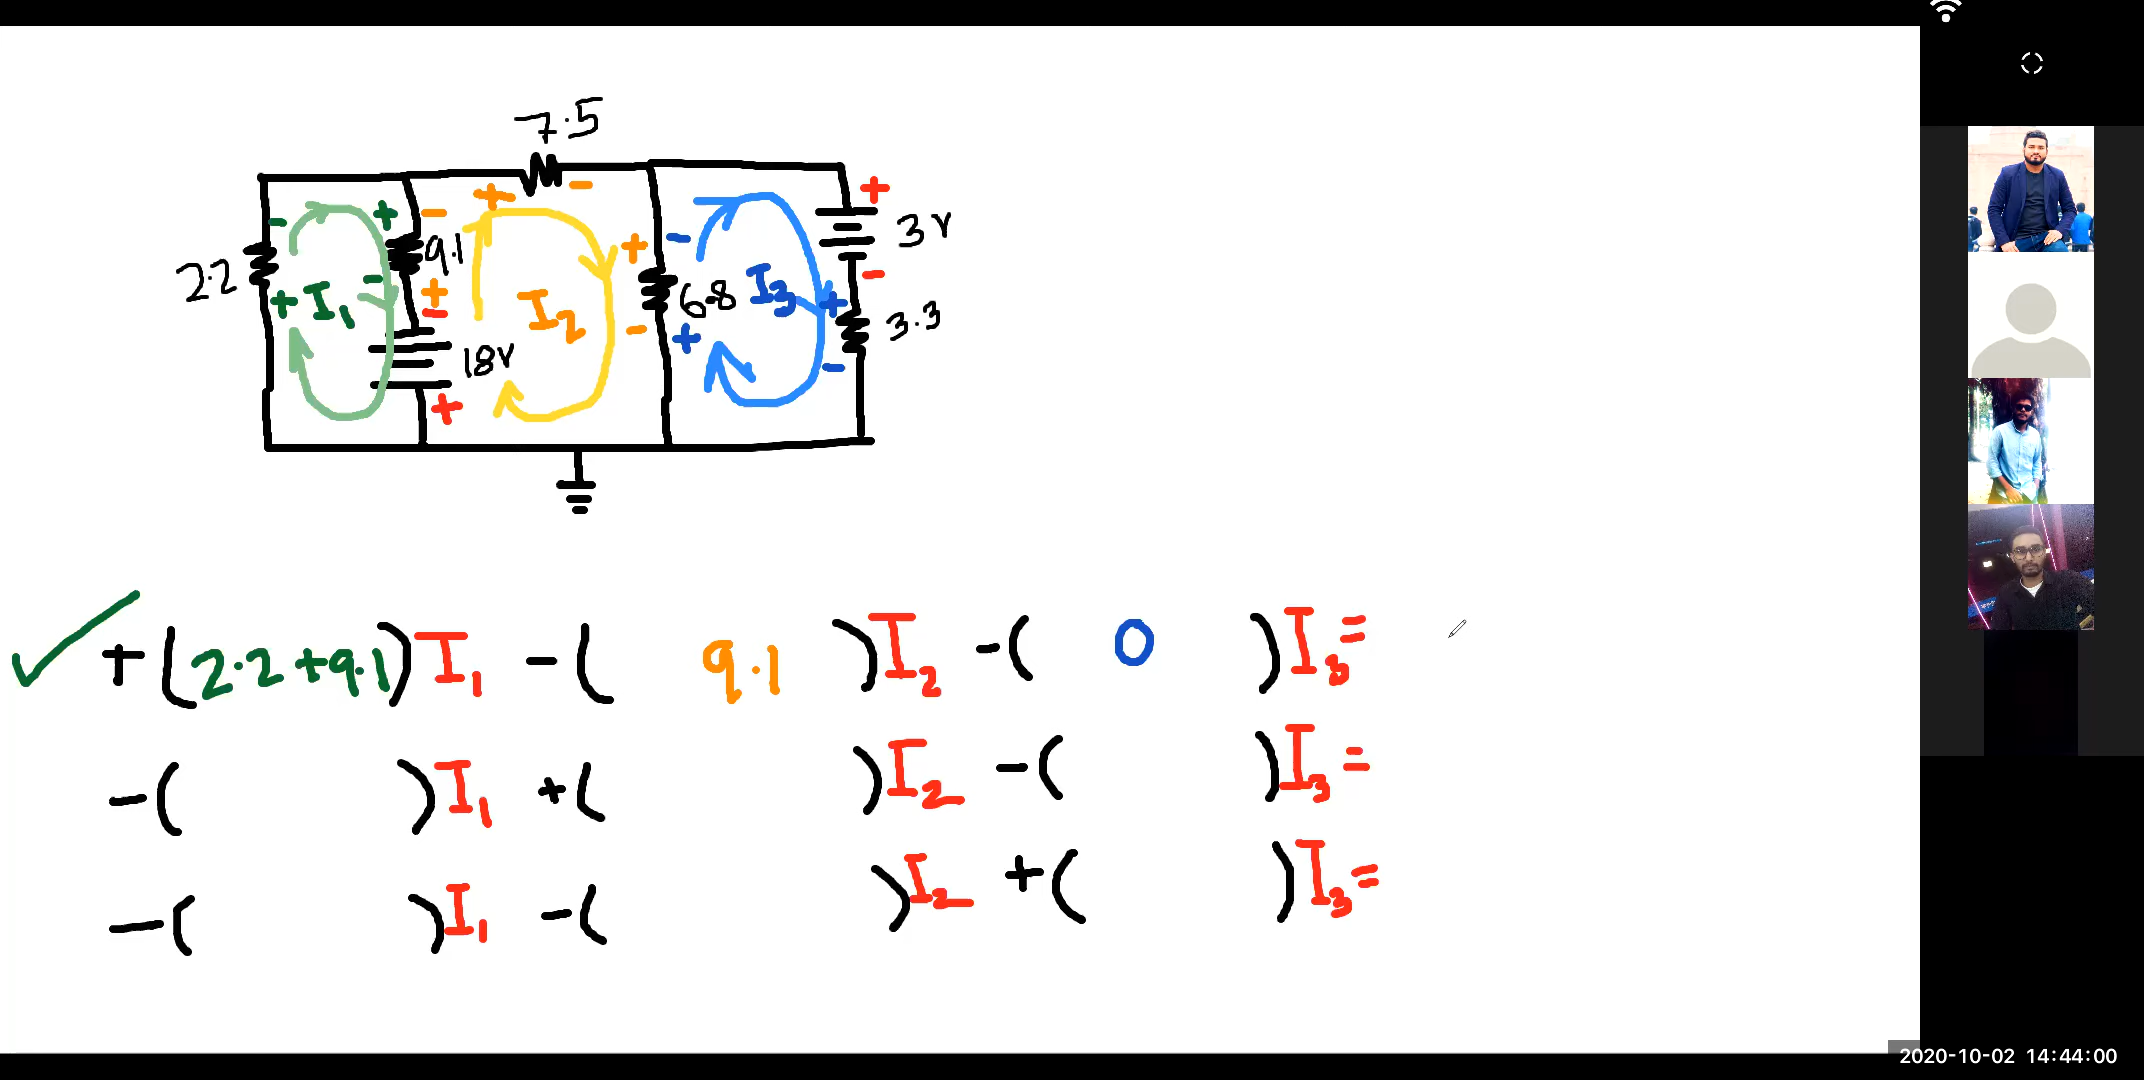 7.5
+ -
- + - + - +
2.2 9.1 3V
+ I₁ - + - I₂ + 6.8 I₃ - + 3.3
18V - + -
+
+(2.2+9.1)I₁ -( 9.1 )I₂ -( 0 )I₃=
-( )I₁ +( )I₂ -( )I₃=
-( )I₁ -( )I₂ +( )I₃=
2020-10-02 14:44:00